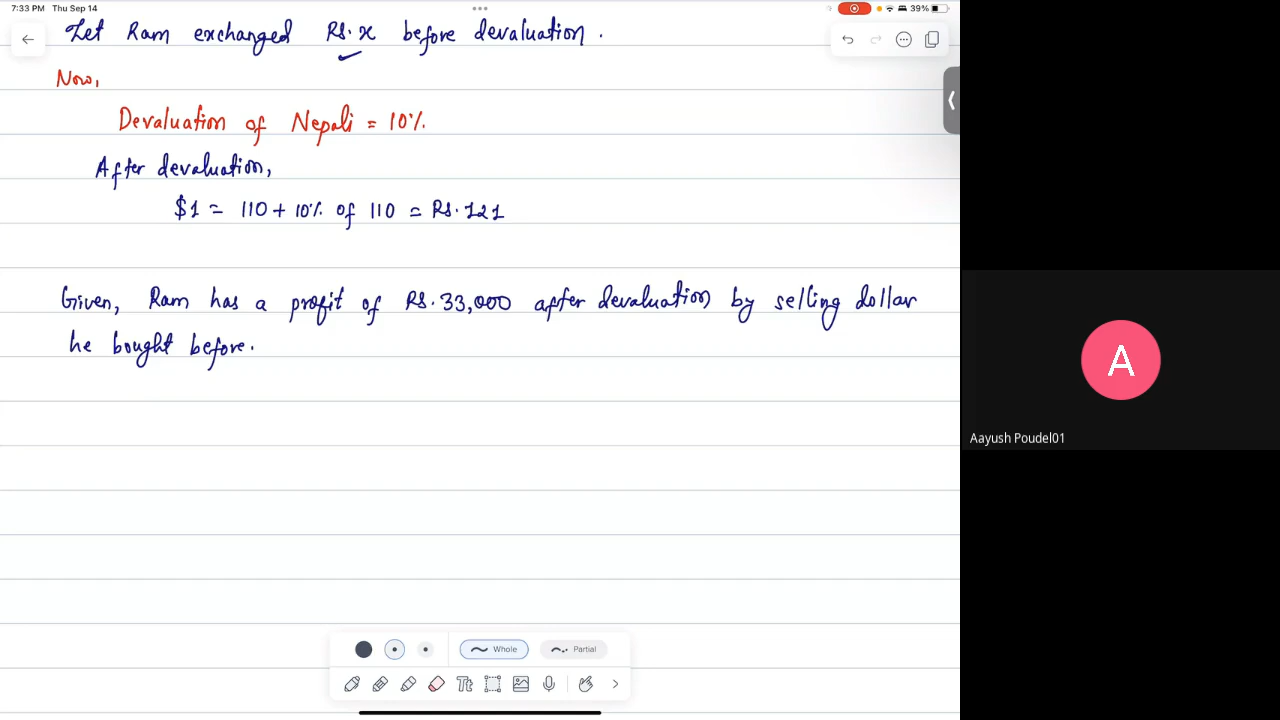 7:33 PM Thu Sep 14
39%
Let Ram exchanged Rs. x before devaluation.
Now,
Devaluation of Nepali = 10%.
After devaluation,
$1 = 110 + 10% of 110 = Rs. 121
Given, Ram has a profit of Rs. 33,000 after devaluation by selling dollar
he bought before.
A
Aayush Poudel01
Whole Partial
Tt